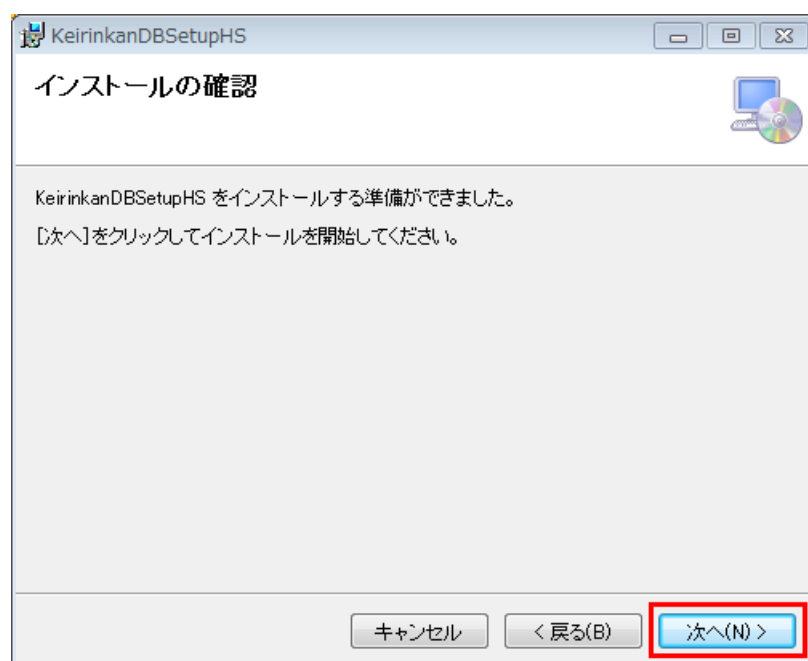 KeirinkanDBSetupHS
インストールの確認
KeirinkanDBSetupHS をインストールする準備ができました。
[次へ]をクリックしてインストールを開始してください。
キャンセル
< 戻る(B)
次へ(N) >